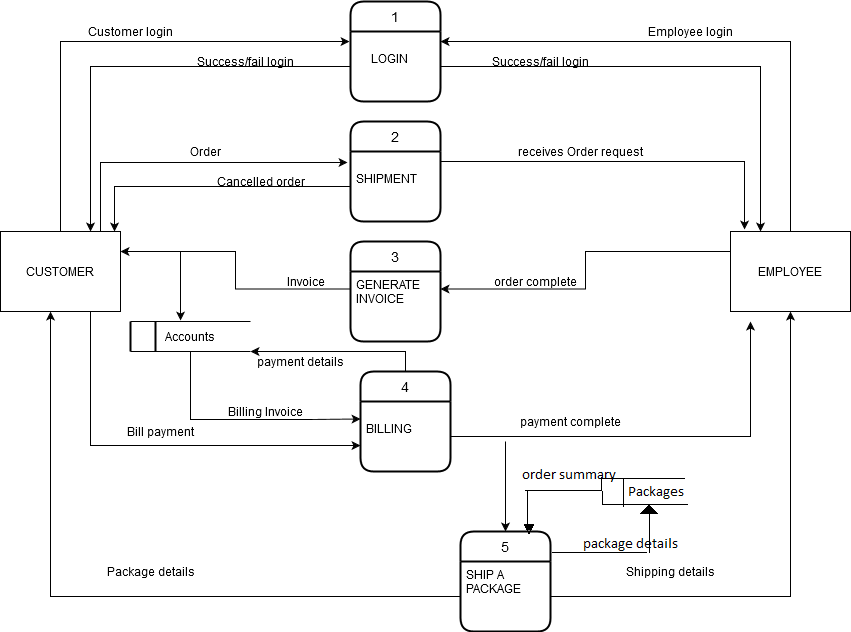 1
Customer login
Employee login
LOGIN
Success/fail login
Success/fail login
2
Order
receives Order request
SHIPMENT
Cancelled order
3
CUSTOMER
EMPLOYEE
Invoice
GENERATE
INVOICE
order complete
Accounts
payment details
4
Billing Invoice
BILLING
payment complete
Bill payment
order summary
Packages
5
package details
Package details
SHIP A
PACKAGE
Shipping details